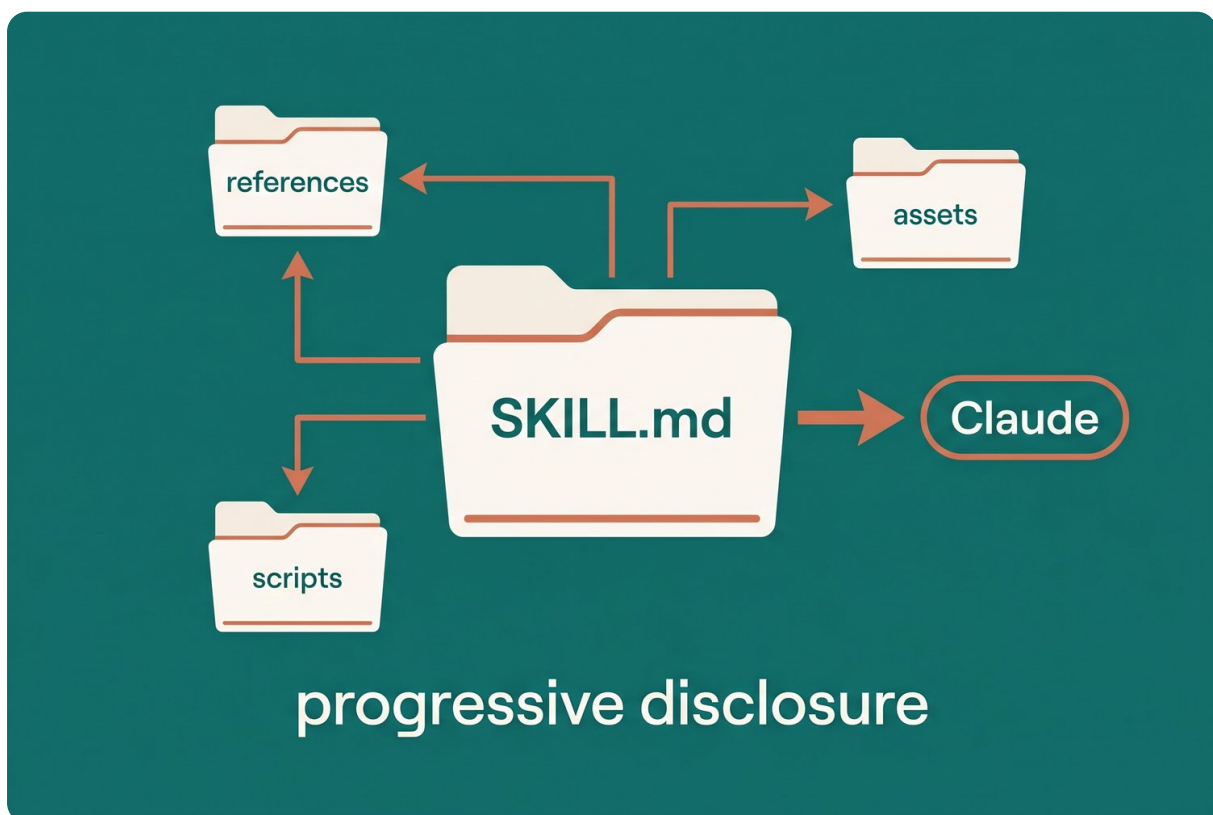 references
assets
SKILL.md
Claude
scripts
progressive disclosure